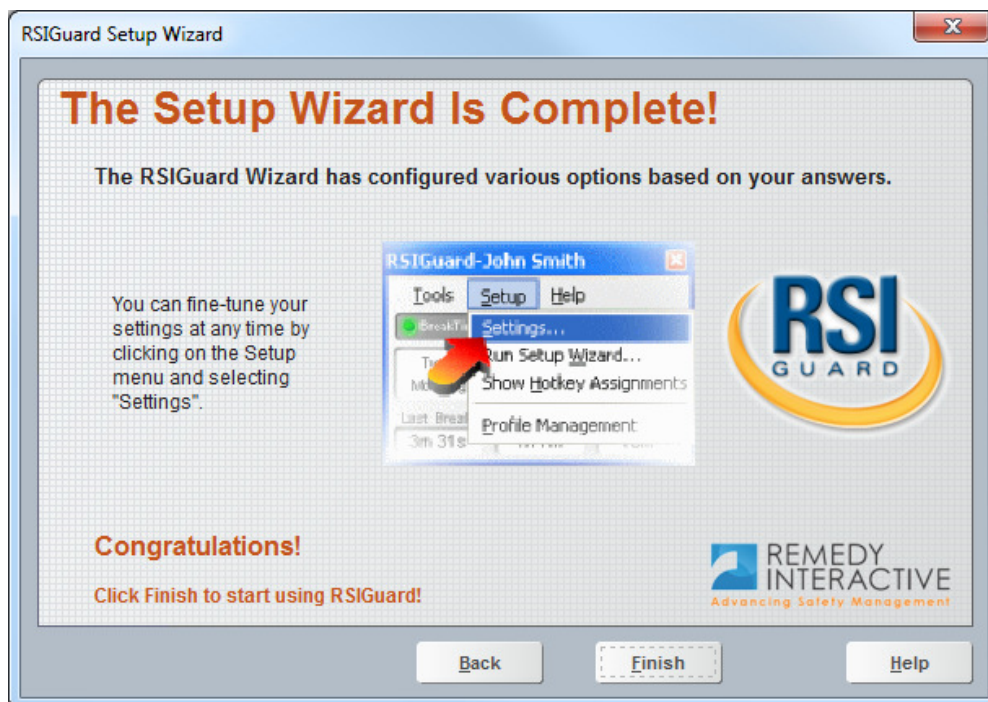 RSIGuard Setup Wizard
The Setup Wizard Is Complete!
The RSIGuard Wizard has configured various options based on your answers.
You can fine-tune your
settings at any time by
clicking on the Setup
menu and selecting
"Settings".
RSIGuard-John Smith
Tools Setup Help
Settings...
Run Setup Wizard...
Show Hotkey Assignments
Profile Management
3m 31s
RSI
GUARD
Congratulations!
Click Finish to start using RSIGuard!
REMEDY
INTERACTIVE
Advancing Safety Management
Back Finish Help